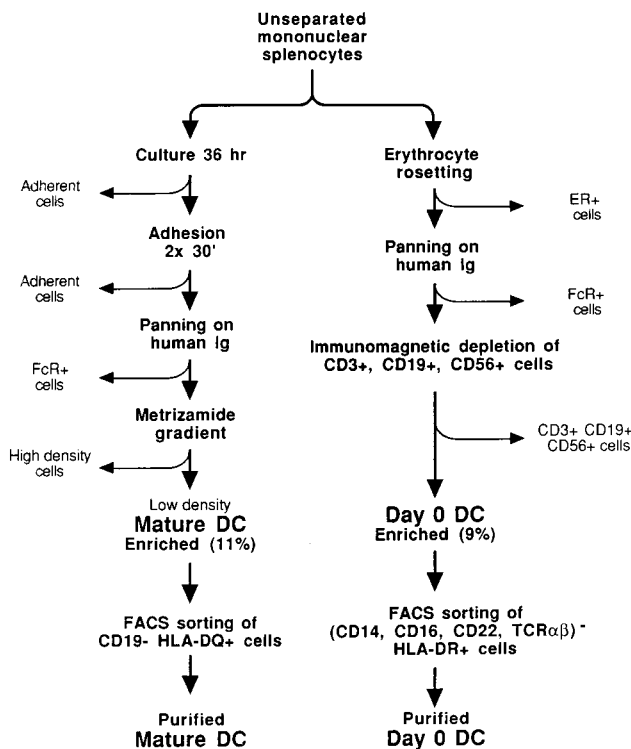 Unseparated
mononuclear
splenocytes
Culture 36 hr
Adherent
cells
Adhesion
2x 30'
Adherent
cells
Panning on
human Ig
FcR+
cells
Metrizamide
gradient
High density
cells
Low density
Mature DC
Enriched (11%)
FACS sorting of
CD19- HLA-DQ+ cells
Purified
Mature DC
Erythrocyte
rosetting
ER+
cells
Panning on
human Ig
FcR+
cells
Immunomagnetic depletion of
CD3+, CD19+, CD56+ cells
CD3+ CD19+
CD56+ cells
Day 0 DC
Enriched (9%)
FACS sorting of
(CD14, CD16, CD22, TCRαβ)⁻
HLA-DR+ cells
Purified
Day 0 DC